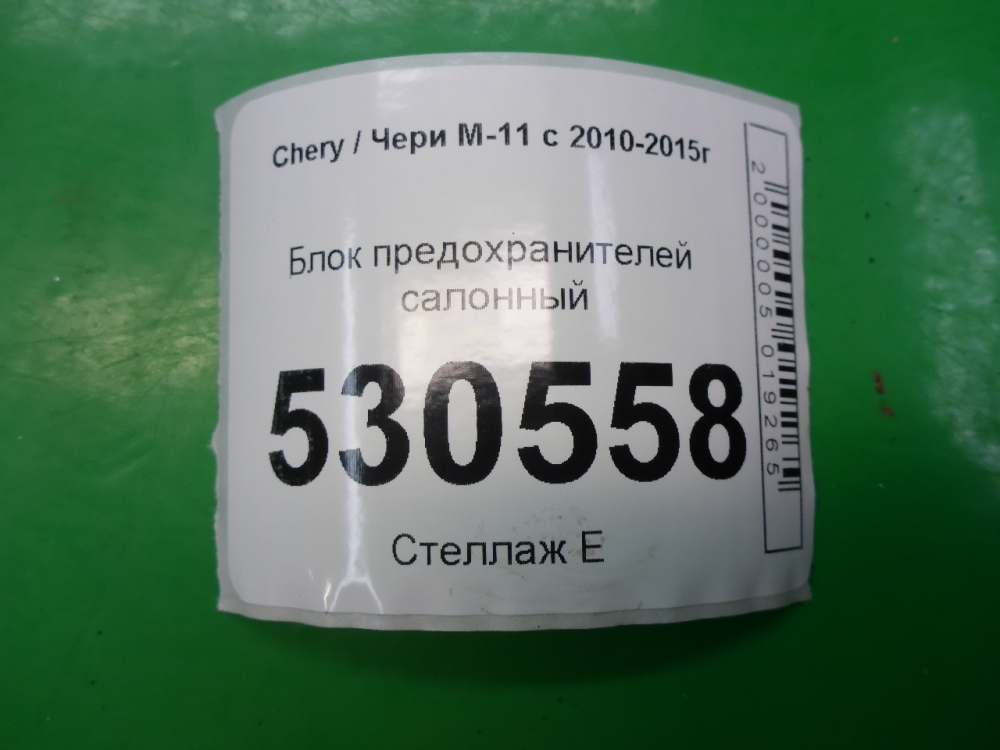 Chery / Чери М-11 с 2010-2015г
Блок предохранителей
салонный
530558
Стеллаж Е
2000005019265